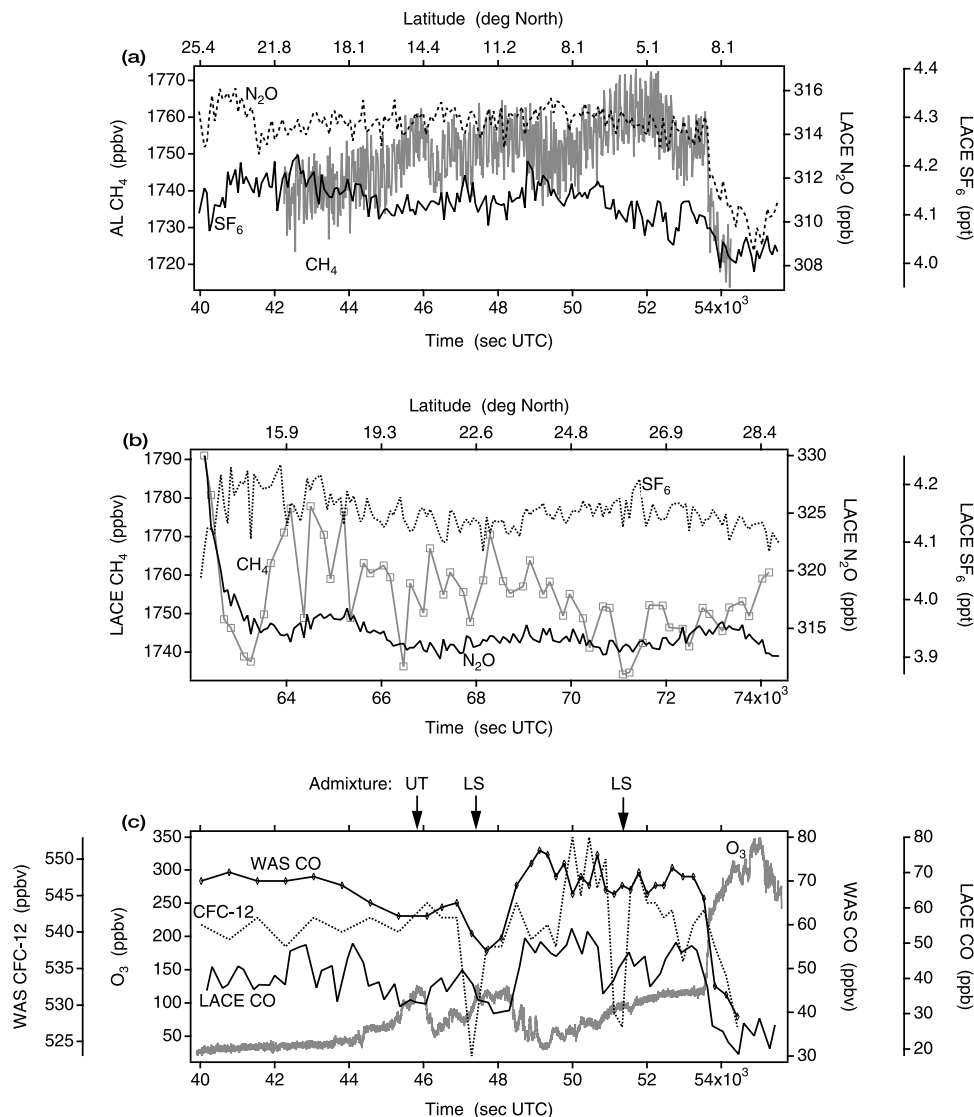 Latitude (deg North)
(a)
25.4 21.8 18.1 14.4 11.2 8.1 5.1 8.1
1770 1760 1750 1740 1730 1720
AL CH₄ (ppbv)
N₂O
SF₆
CH₄
316 314 312 310 308
LACE N₂O (ppb)
4.4 4.3 4.2 4.1 4.0
LACE SF₆ (ppt)
40 42 44 46 48 50 52 54x10³
Time (sec UTC)
Latitude (deg North)
(b)
15.9 19.3 22.6 24.8 26.9 28.4
1790 1780 1770 1760 1750 1740
LACE CH₄ (ppbv)
SF₆
CH₄
N₂O
330 325 320 315
LACE N₂O (ppb)
4.2 4.1 4.0 3.9
LACE SF₆ (ppt)
64 66 68 70 72 74x10³
Time (sec UTC)
Admixture: UT LS LS
(c)
550 545 540 535 530 525
WAS CFC-12 (ppbv)
350 300 250 200 150 100 50
O₃ (ppbv)
WAS CO
O₃
CFC-12
LACE CO
80 70 60 50 40 30
WAS CO (ppbv)
80 70 60 50 40 30 20
LACE CO (ppb)
40 42 44 46 48 50 52 54x10³
Time (sec UTC)